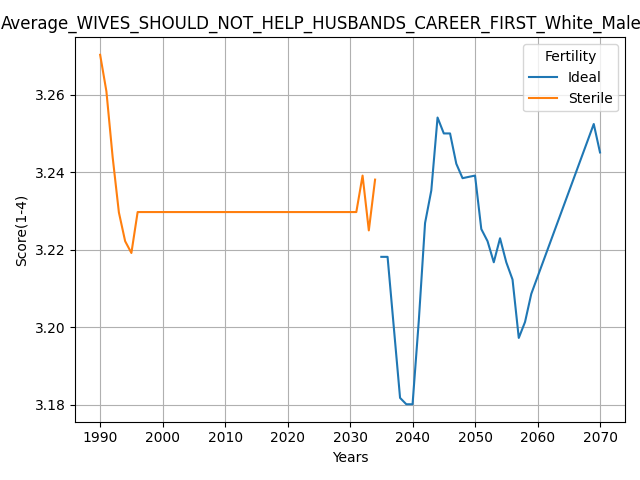 Average_WIVES_SHOULD_NOT_HELP_HUSBANDS_CAREER_FIRST_White_Male
Fertility
Ideal
Sterile
3.26
3.24
3.22
3.20
3.18
Score(1-4)
1990 2000 2010 2020 2030 2040 2050 2060 2070
Years